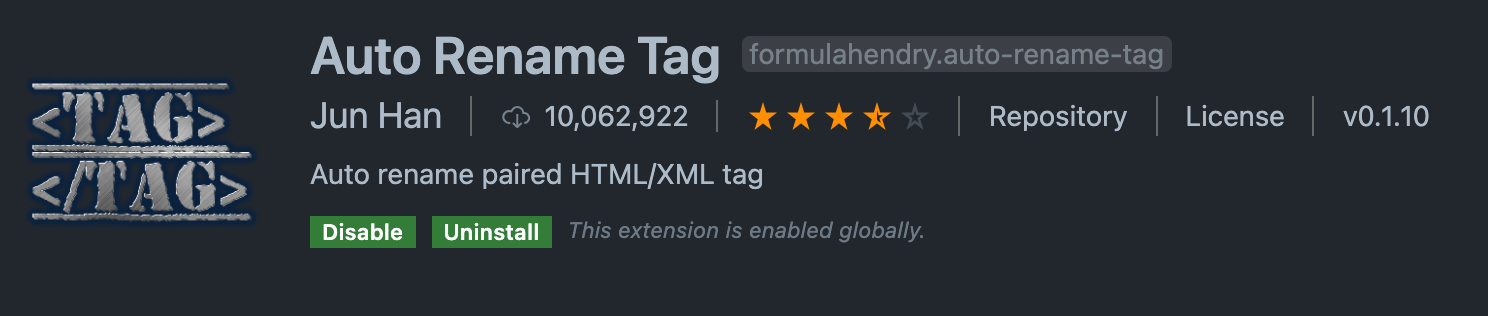 <TAG>
</TAG>
Auto Rename Tag formulahendry.auto-rename-tag
Jun Han 10,062,922 Repository License v0.1.10
Auto rename paired HTML/XML tag
Disable Uninstall This extension is enabled globally.